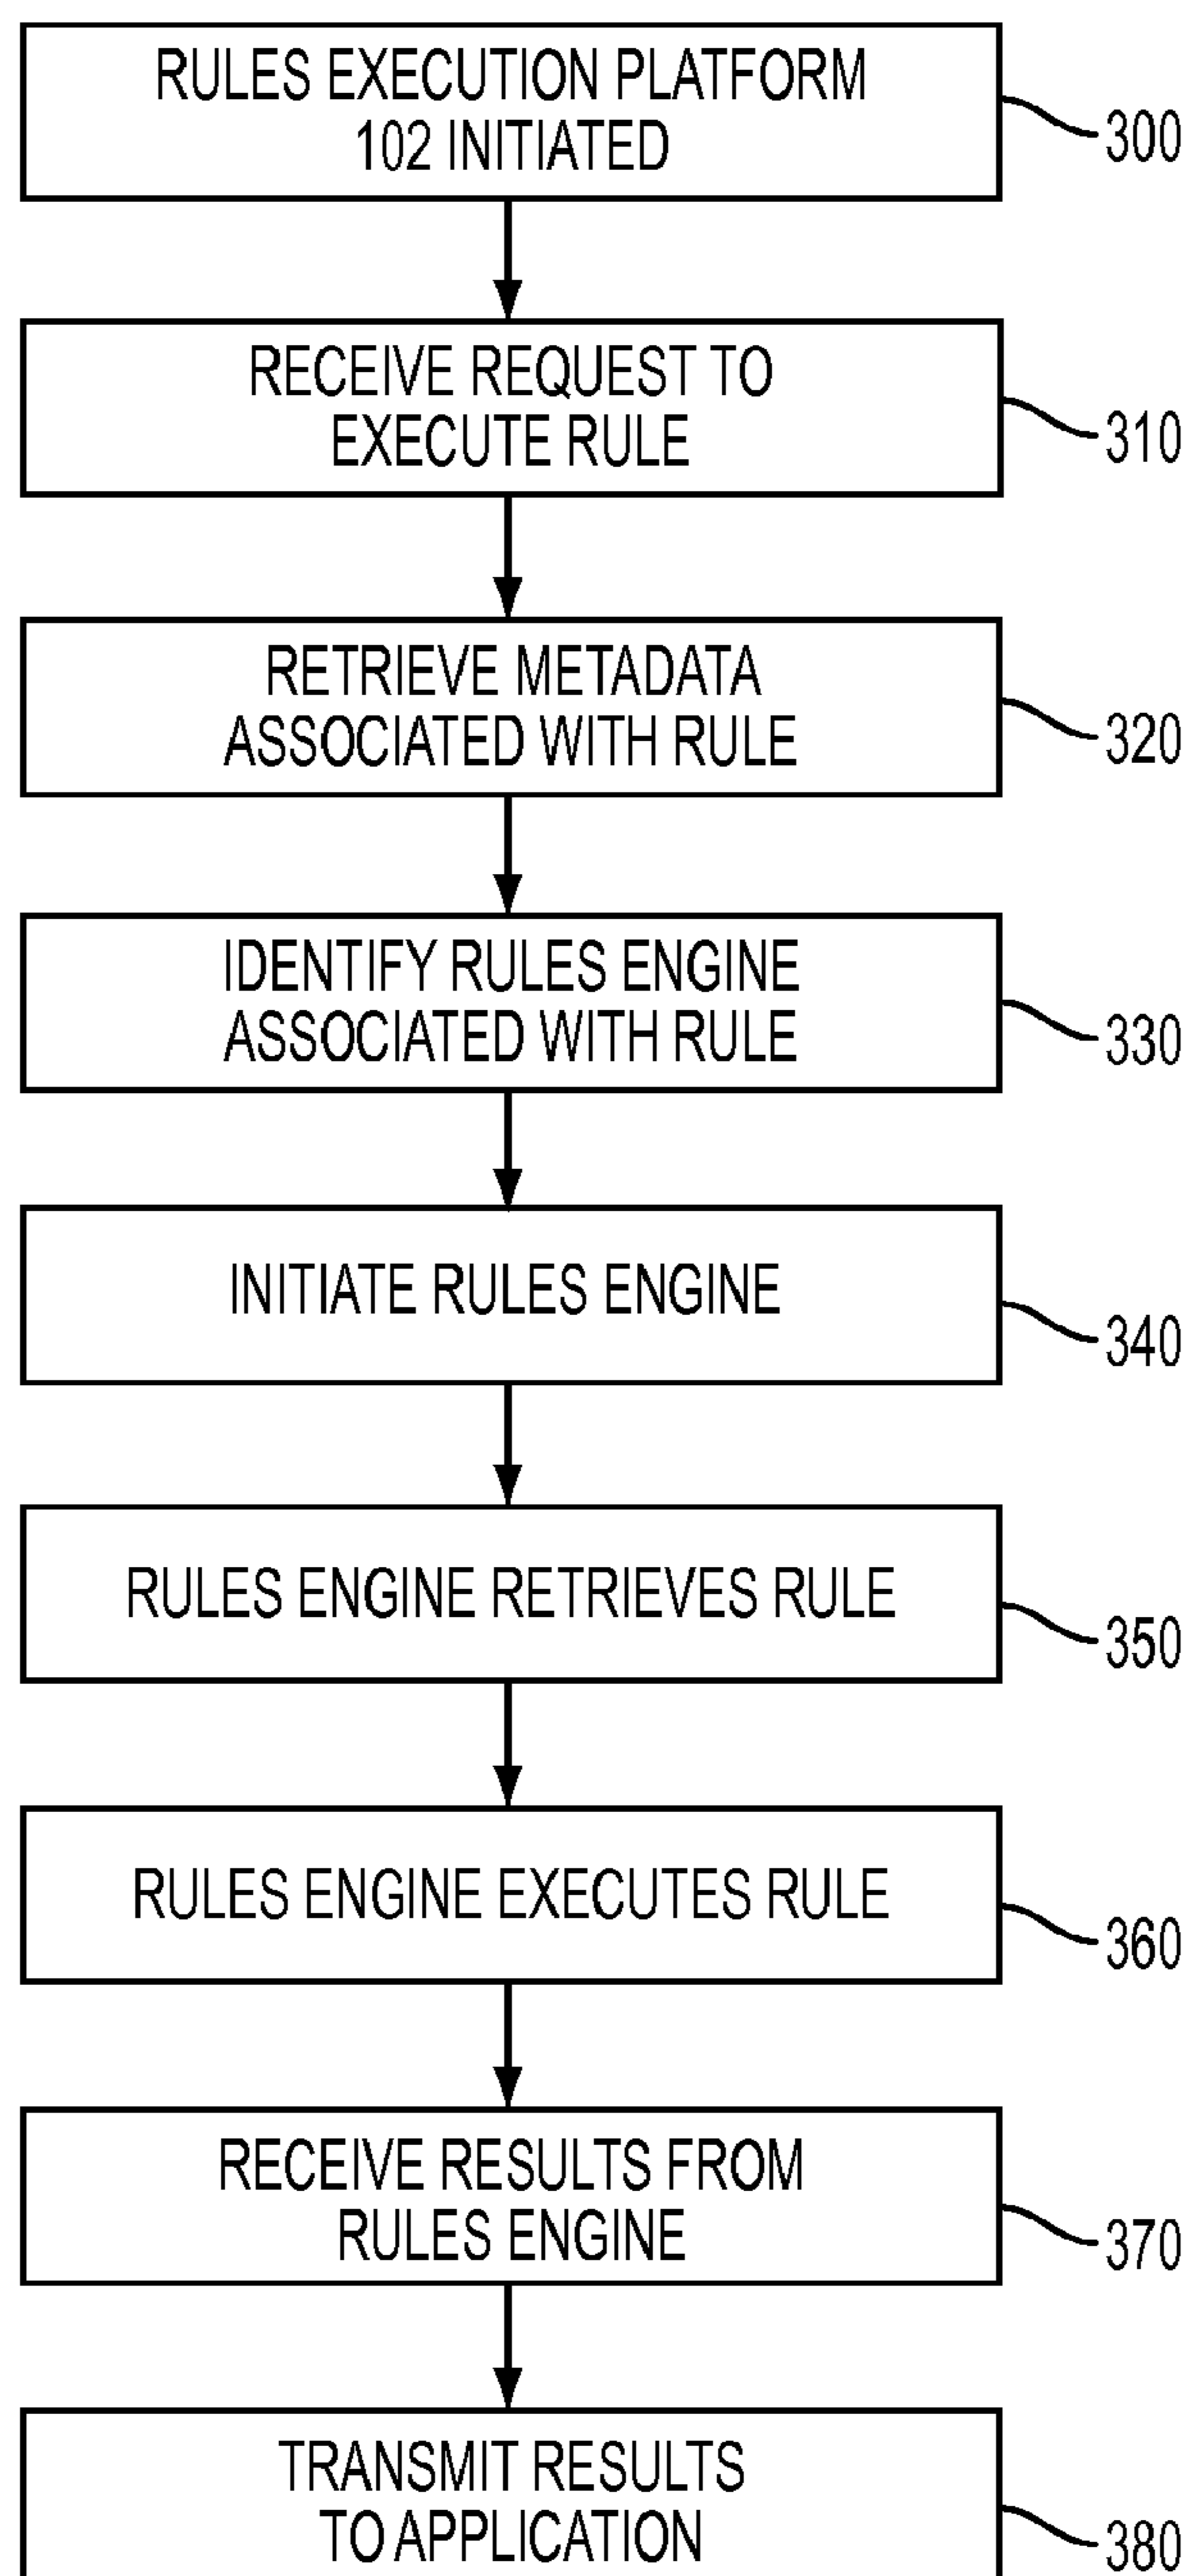 RULES EXECUTION PLATFORM
102 INITIATED
300
RECEIVE REQUEST TO
EXECUTE RULE
310
RETRIEVE METADATA
ASSOCIATED WITH RULE
320
IDENTIFY RULES ENGINE
ASSOCIATED WITH RULE
330
INITIATE RULES ENGINE
340
RULES ENGINE RETRIEVES RULE
350
RULES ENGINE EXECUTES RULE
360
RECEIVE RESULTS FROM
RULES ENGINE
370
TRANSMIT RESULTS
TO APPLICATION
380